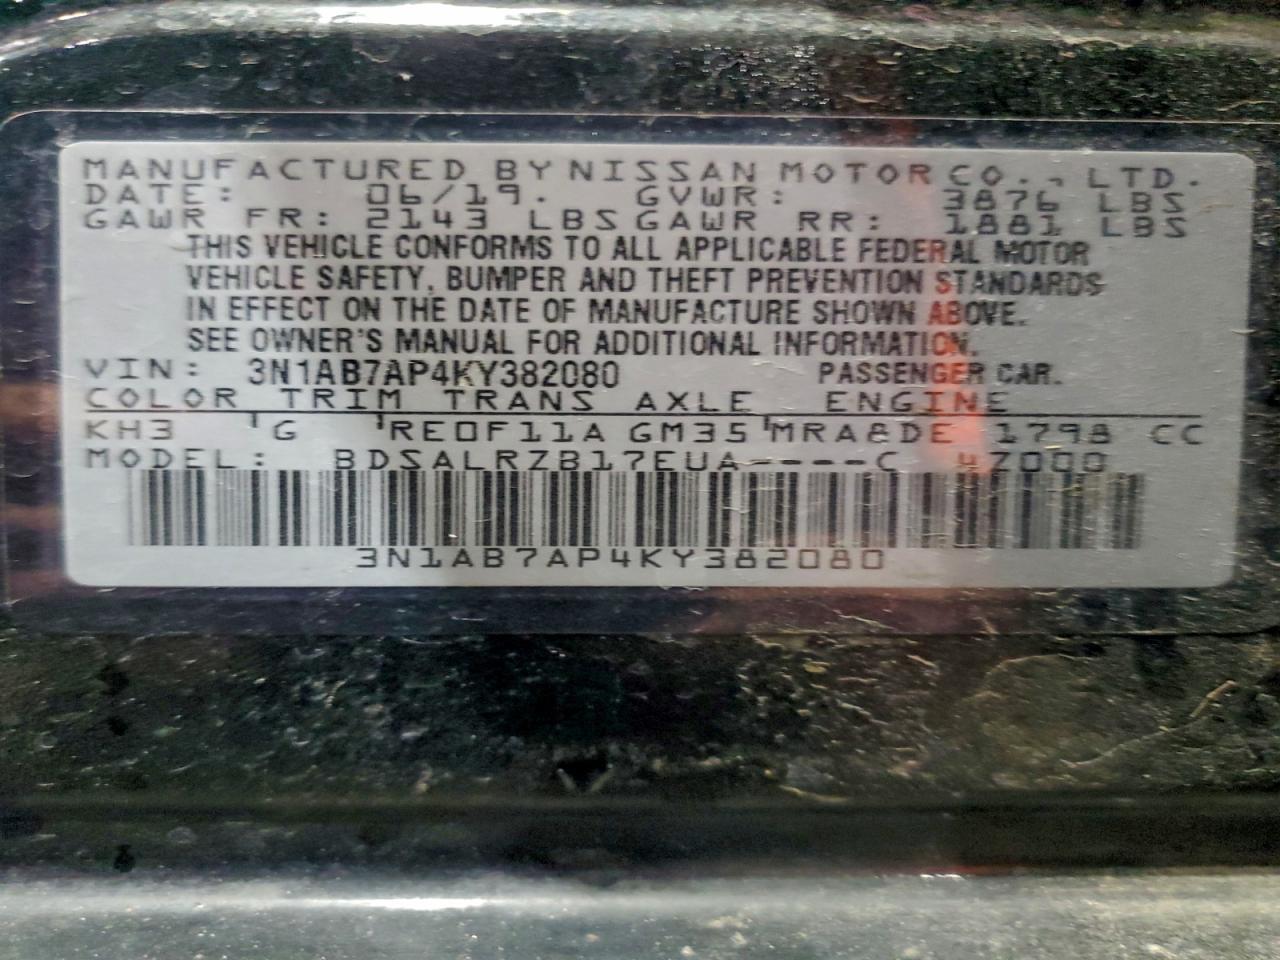 MANUFACTURED BY NISSAN MOTOR CO., LTD.
DATE: 06/19. GVWR: 3876 LBS
GAWR FR: 2143 LBS GAWR RR: 1881 LBS
THIS VEHICLE CONFORMS TO ALL APPLICABLE FEDERAL MOTOR
VEHICLE SAFETY, BUMPER AND THEFT PREVENTION STANDARDS
IN EFFECT ON THE DATE OF MANUFACTURE SHOWN ABOVE.
SEE OWNER'S MANUAL FOR ADDITIONAL INFORMATION.
VIN: 3N1AB7AP4KY382080 PASSENGER CAR.
COLOR TRIM TRANS AXLE ENGINE
KH3 'G 'RE0F11A GM35 'MRA8DE 1798 CC
MODEL: BDSALRZB17EUA----C 4Z000
3N1AB7AP4KY382080